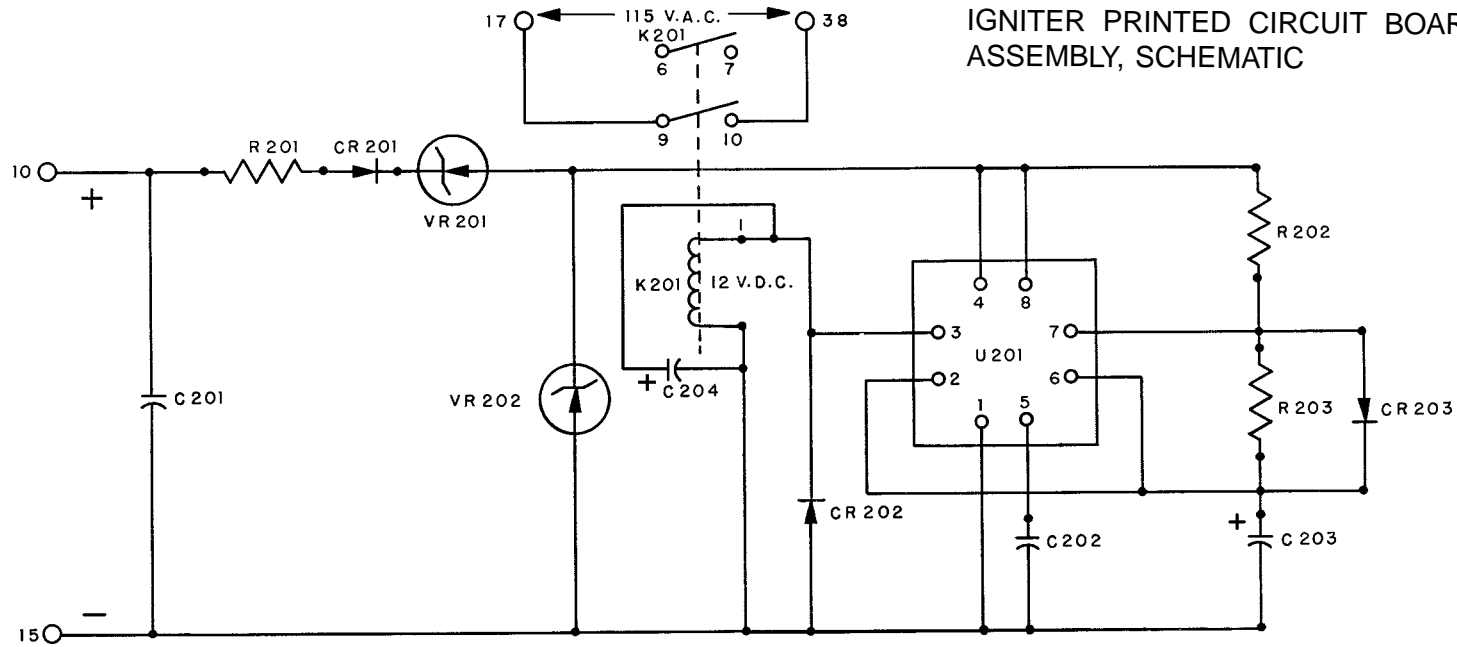 IGNITER PRINTED CIRCUIT BOAR
ASSEMBLY, SCHEMATIC
17 115 V.A.C. 38
K201
6 7
9 10
10 R201 CR201
+
VR201
1
K201 12 V.D.C.
+ C204
C201
VR202
4 8
3 7
U201
2 6
1 5
R202
R203 CR203
CR202
C202
+ C203
−
15